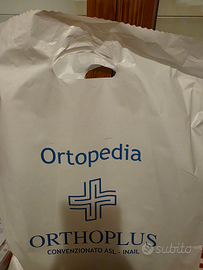 Ortopedia
ORTHOPLUS
CONVENZIONATO ASL - INAIL
subito